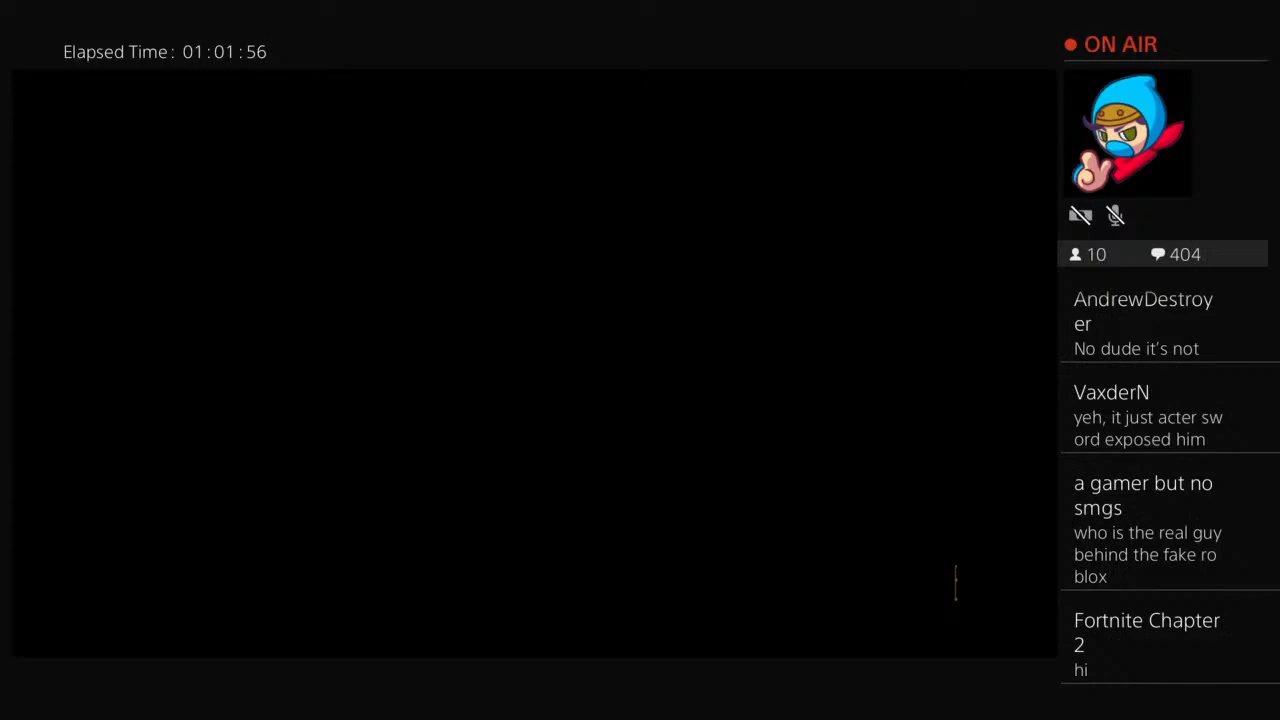 Elapsed Time: 01:01:56
ON AIR
10 404
AndrewDestroy
er
No dude it's not
VaxderN
yeh, it just acter sw
ord exposed him
a gamer but no
smgs
who is the real guy
behind the fake ro
blox
Fortnite Chapter
2
hi